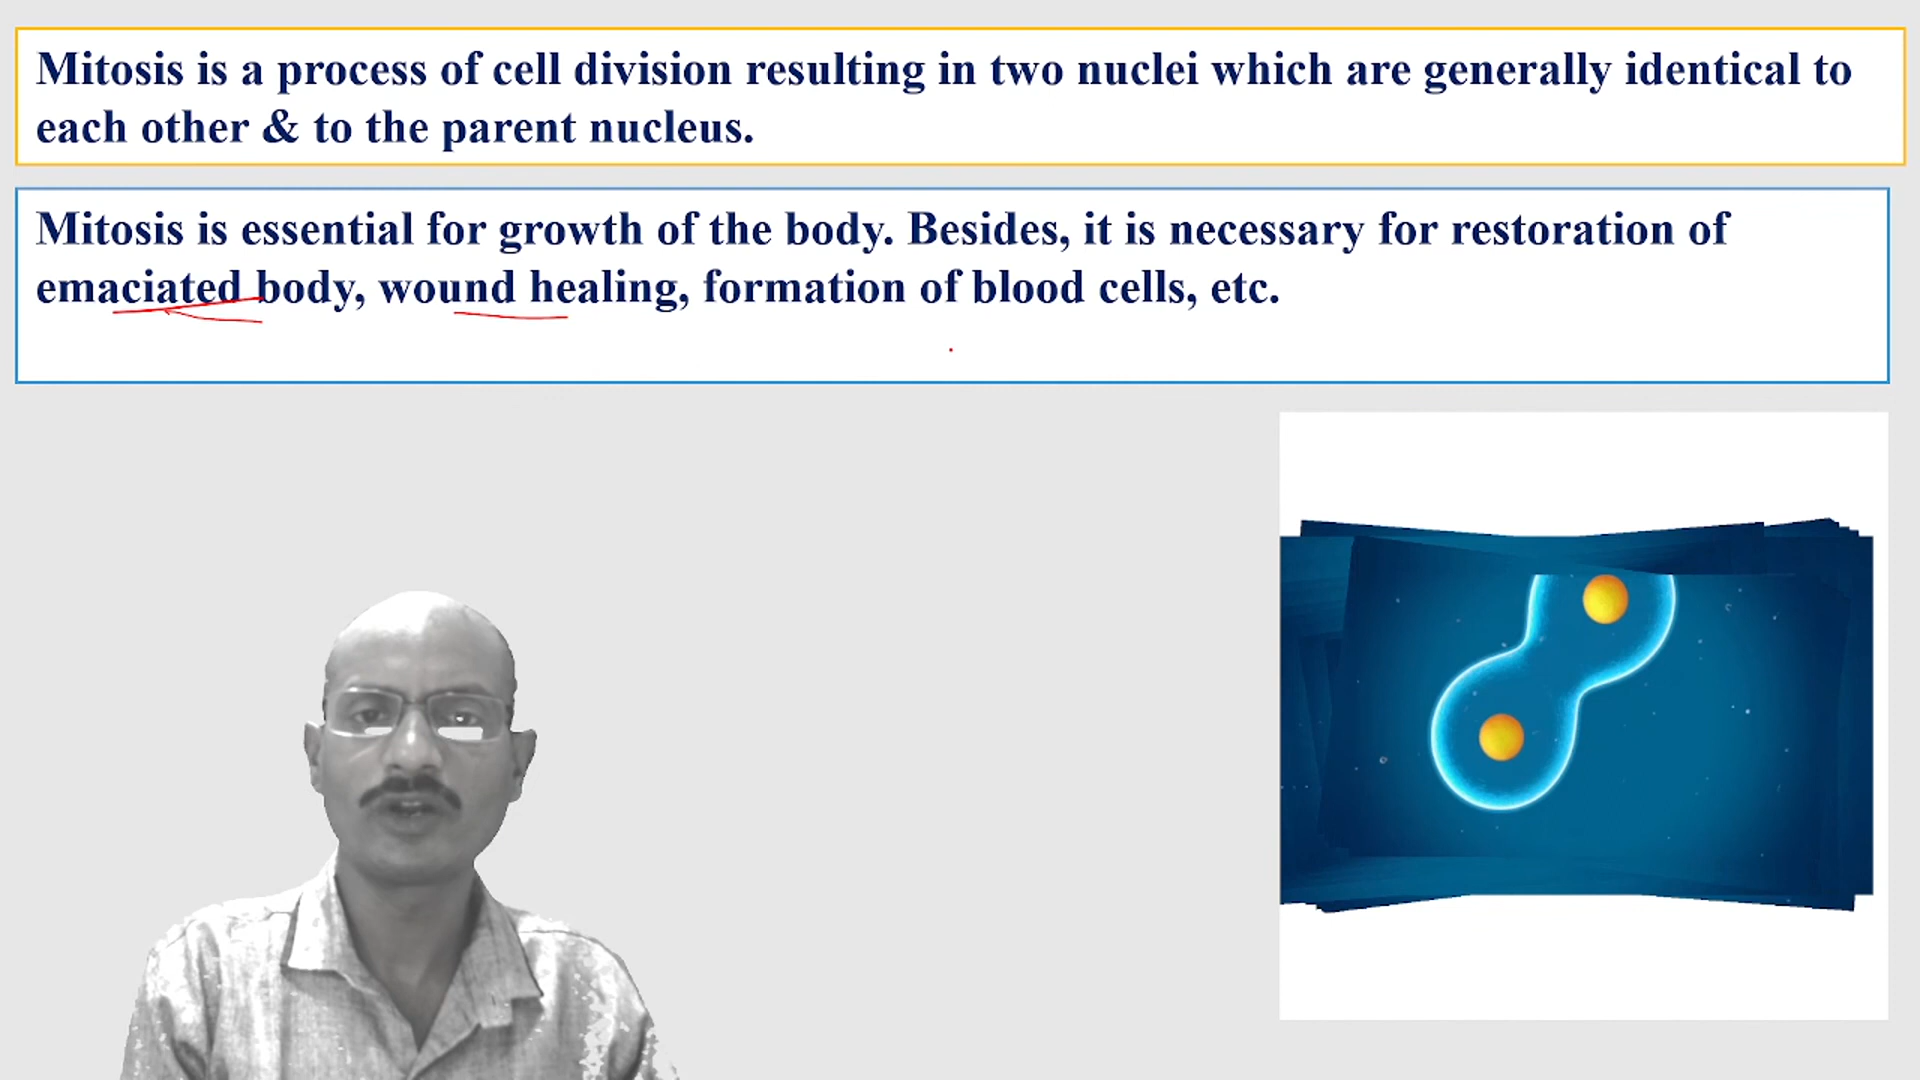 Mitosis is a process of cell division resulting in two nuclei which are generally identical to
each other & to the parent nucleus.
Mitosis is essential for growth of the body. Besides, it is necessary for restoration of
emaciated body, wound healing, formation of blood cells, etc.